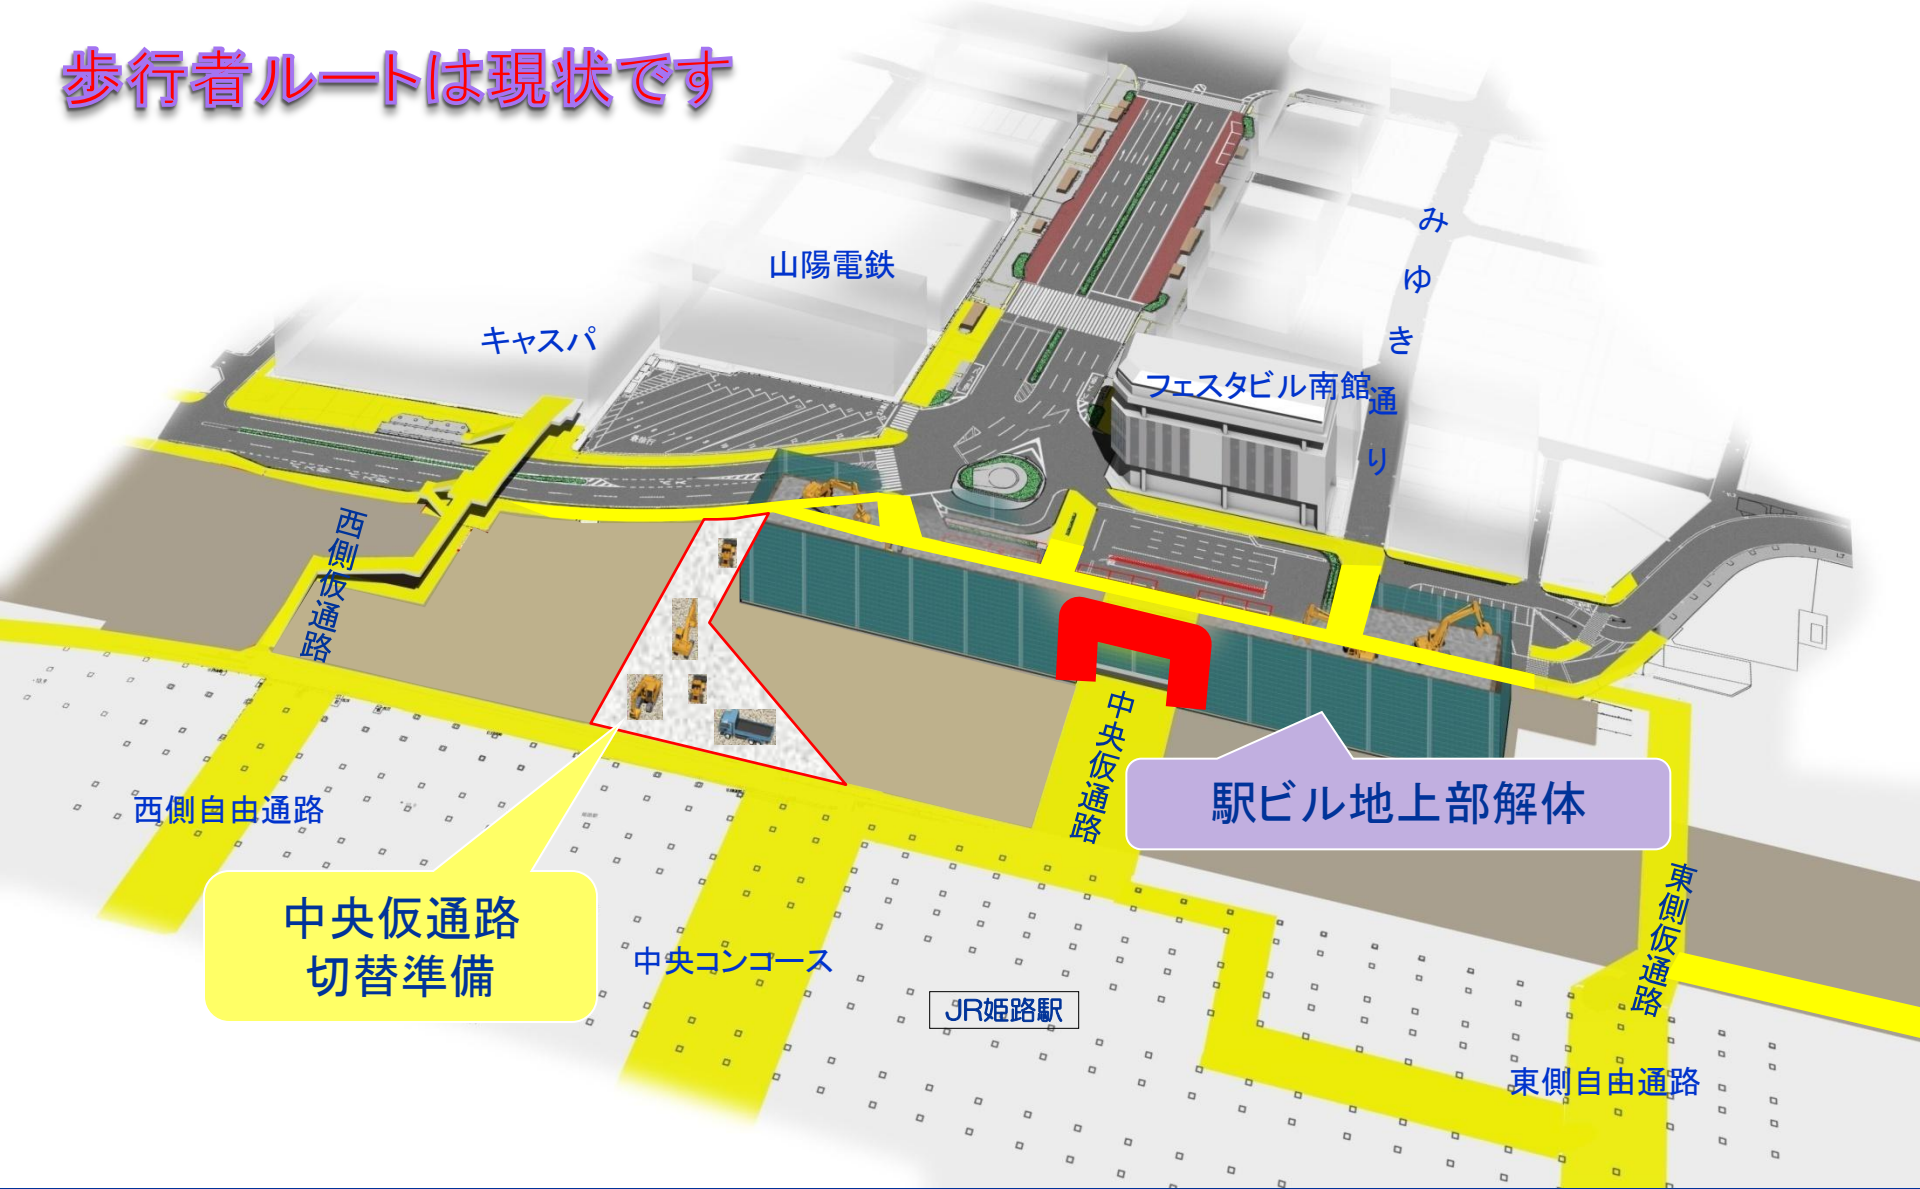 歩行者ルートは現状です
山陽電鉄
キャスパ
みゆき通り
フェスタビル南館
西側仮通路
中央仮通路
駅ビル地上部解体
西側自由通路
中央仮通路
切替準備
中央コンコース
JR姫路駅
東側仮通路
東側自由通路